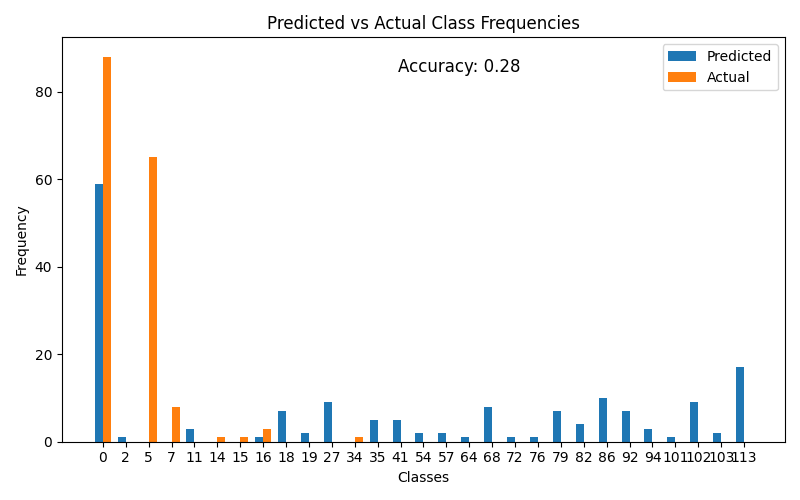 Predicted vs Actual Class Frequencies
Accuracy: 0.28
Predicted
Actual
Frequency
80
60
40
20
0
0 2 5 7 11 14 15 16 18 19 27 34 35 41 54 57 64 68 72 76 79 82 86 92 94 101 102 103 113
Classes